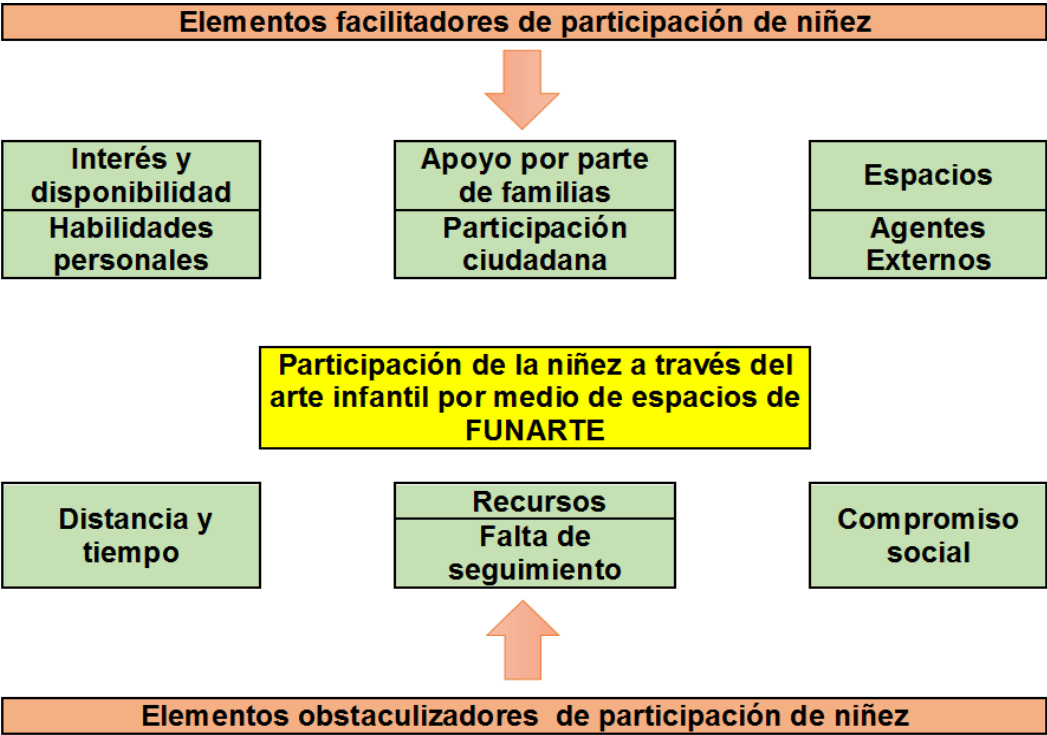 Elementos facilitadores de participación de niñez
Interés y
disponibilidad
Habilidades
personales
Apoyo por parte
de familias
Participación
ciudadana
Espacios
Agentes
Externos
Participación de la niñez a través del
arte infantil por medio de espacios de
FUNARTE
Distancia y
tiempo
Recursos
Falta de
seguimiento
Compromiso
social
Elementos obstaculizadores  de participación de niñez